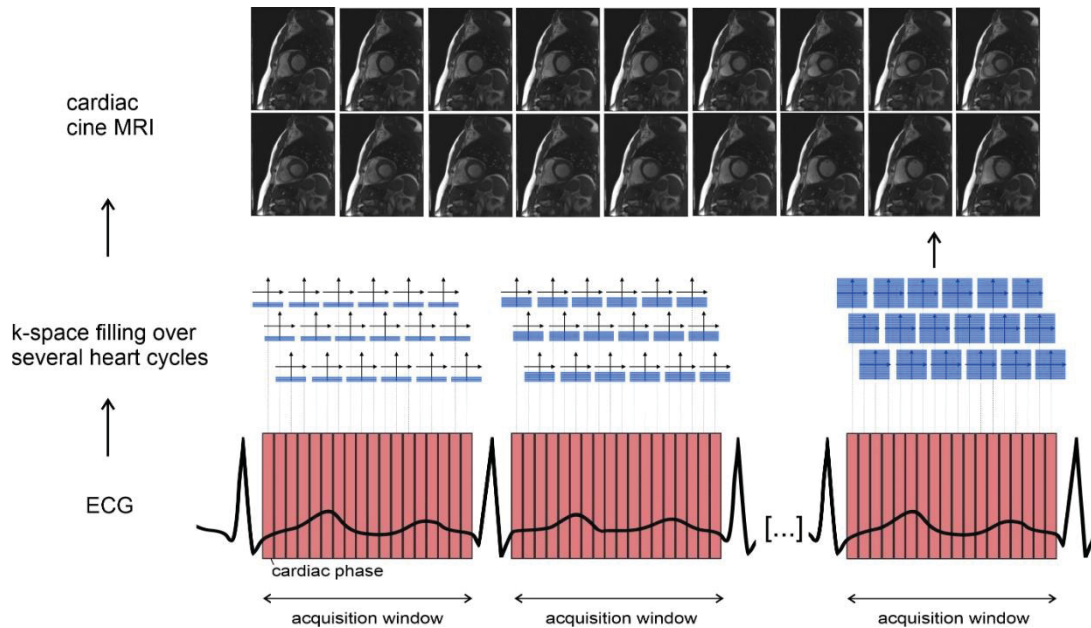 cardiac
cine MRI
k-space filling over
several heart cycles
ECG
[...]
cardiac phase
acquisition window
acquisition window
acquisition window